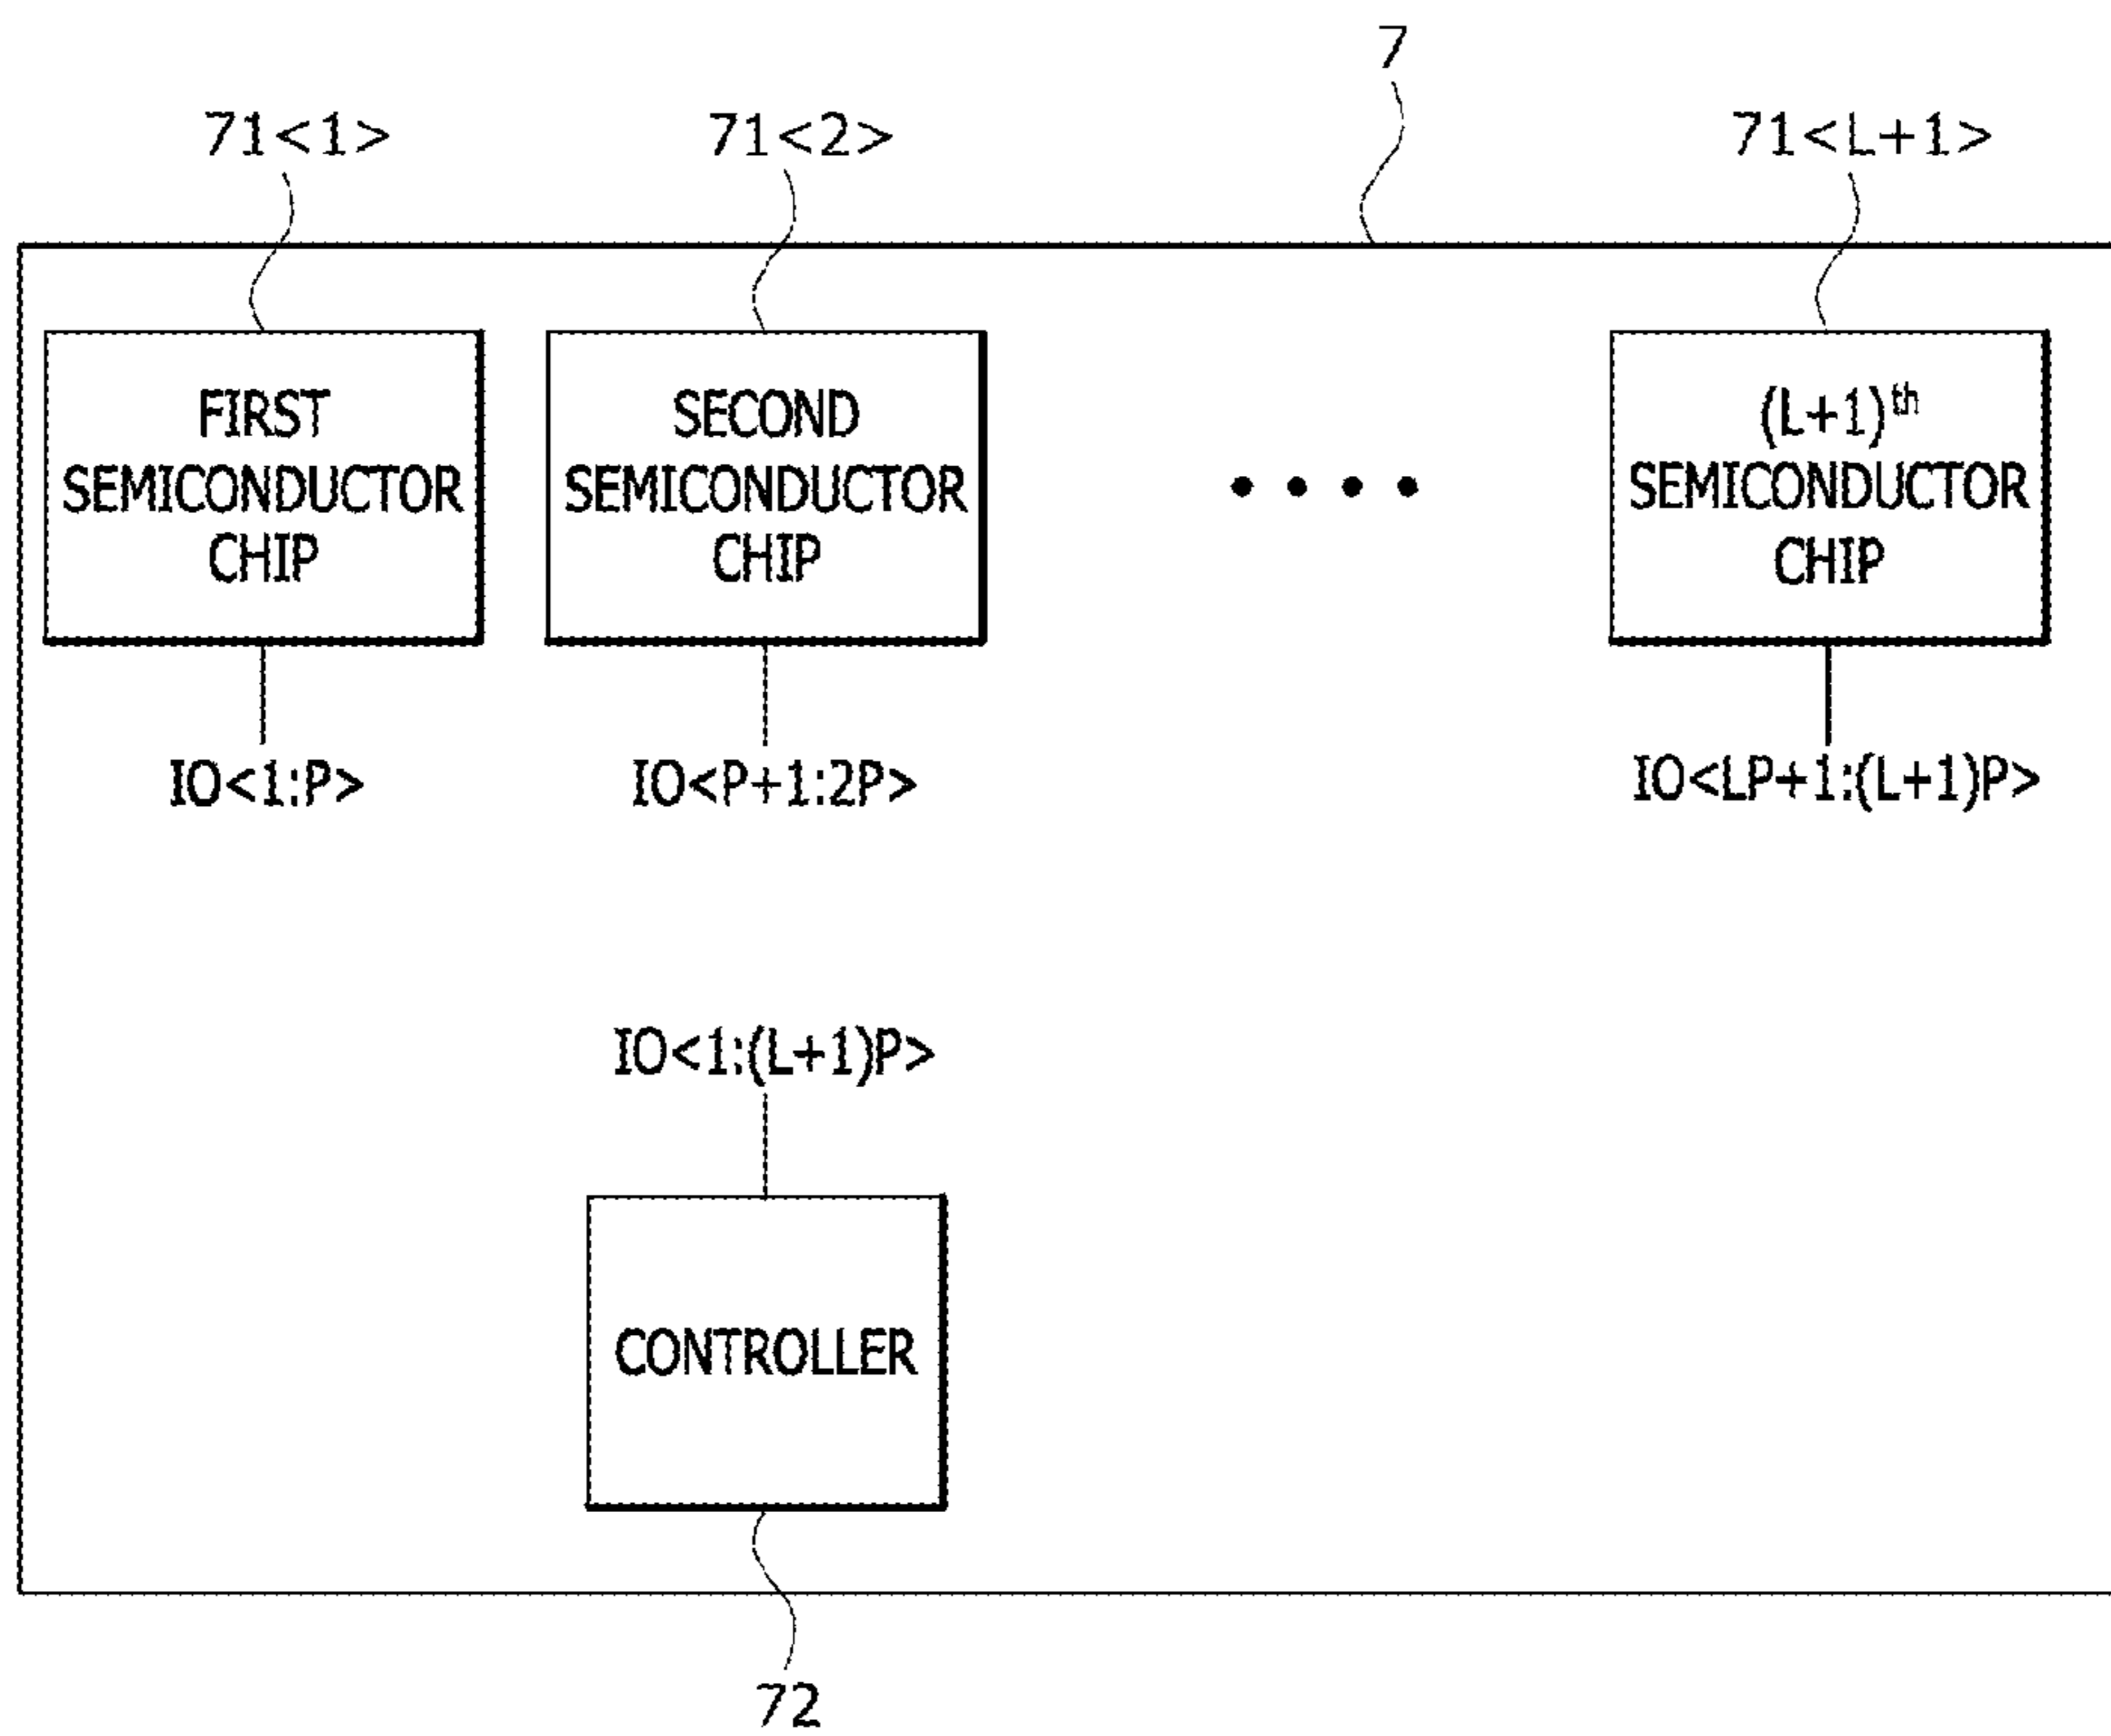 7
71<1>
71<2>
71<L+1>
FIRST
SEMICONDUCTOR
CHIP
SECOND
SEMICONDUCTOR
CHIP
(L+1)th
SEMICONDUCTOR
CHIP
IO<1:P>
IO<P+1:2P>
IO<LP+1:(L+1)P>
IO<1:(L+1)P>
CONTROLLER
72